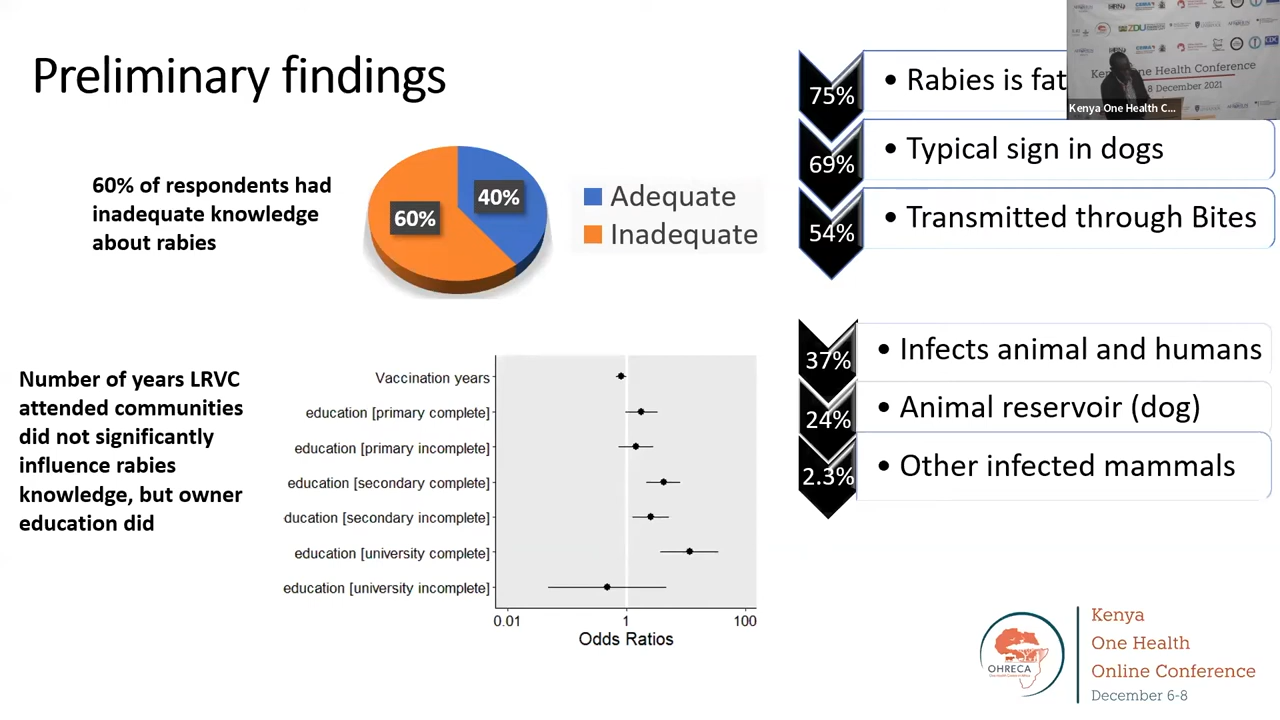 Preliminary findings
60% of respondents had
inadequate knowledge
about rabies
40%
60%
Adequate
Inadequate
Number of years LRVC
attended communities
did not significantly
influence rabies
knowledge, but owner
education did
Vaccination years
education [primary complete]
education [primary incomplete]
education [secondary complete]
ducation [secondary incomplete]
education [university complete]
education [university incomplete]
0.01 1 100
Odds Ratios
75% • Rabies is fat
69% • Typical sign in dogs
54% • Transmitted through Bites
37% • Infects animal and humans
24% • Animal reservoir (dog)
2.3% • Other infected mammals
One Health Conference
8 December 2021
Kenya One Health C...
OHRECA
Kenya
One Health
Online Conference
December 6-8